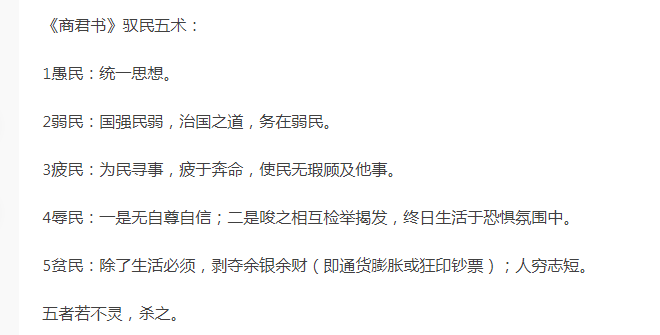 《商君书》驭民五术：
1愚民：统一思想。
2弱民：国强民弱，治国之道，务在弱民。
3疲民：为民寻事，疲于奔命，使民无瑕顾及他事。
4辱民：一是无自尊自信；二是唆之相互检举揭发，终日生活于恐惧氛围中。
5贫民：除了生活必须，剥夺余银余财（即通货膨胀或狂印钞票）；人穷志短。
五者若不灵，杀之。